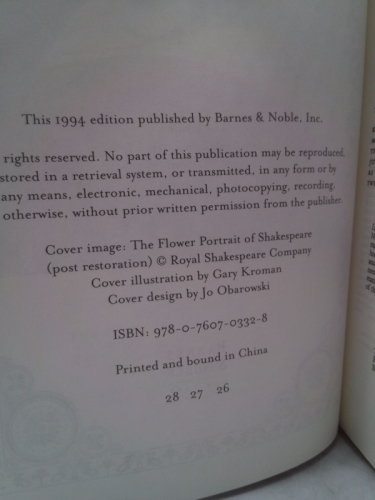 This 1994 edition published by Barnes & Noble, Inc.
rights reserved. No part of this publication may be reproduced,
stored in a retrieval system, or transmitted, in any form or by
any means, electronic, mechanical, photocopying, recording,
otherwise, without prior written permission from the publisher.
Cover image: The Flower Portrait of Shakespeare
(post restoration) © Royal Shakespeare Company
Cover illustration by Gary Kroman
Cover design by Jo Obarowski
ISBN: 978-0-7607-0332-8
Printed and bound in China
28 27 26